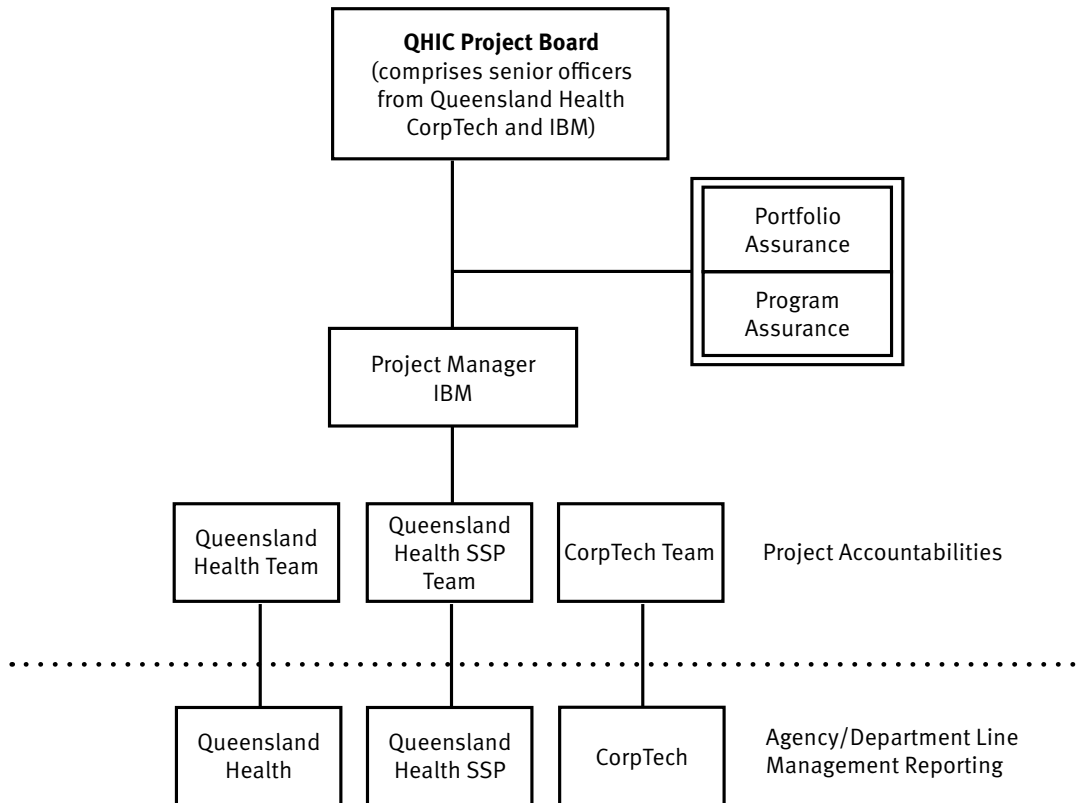 QHIC Project Board
(comprises senior officers
from Queensland Health
CorpTech and IBM)
Portfolio
Assurance
Program
Assurance
Project Manager
IBM
Queensland
Health Team
Queensland
Health SSP
Team
CorpTech Team
Project Accountabilities
Queensland
Health
Queensland
Health SSP
CorpTech
Agency/Department Line
Management Reporting